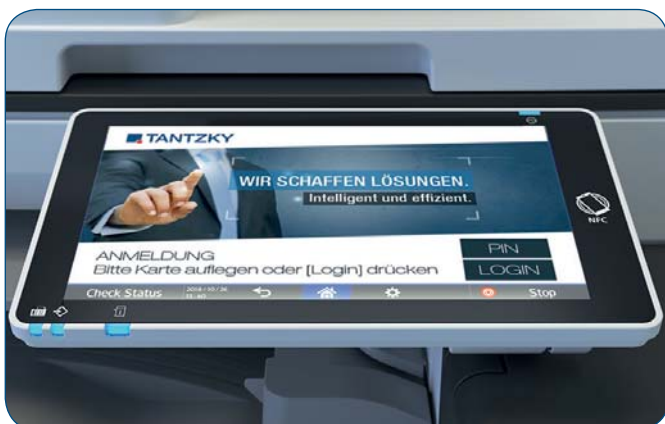 TANTZKY
WIR SCHAFFEN LÖSUNGEN.
Intelligent und effizient.
NFC
ANMELDUNG
Bitte Karte auflegen oder [Login] drücken
PIN
LOGIN
Check Status
Stop